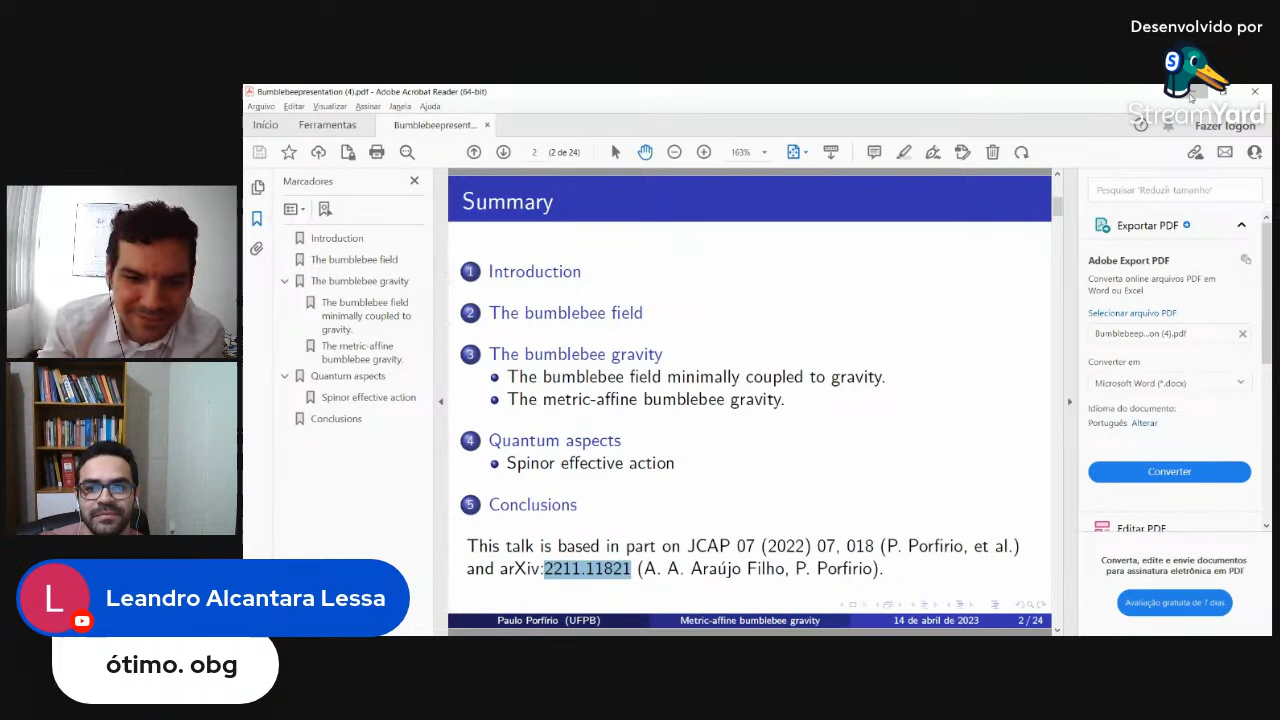 Desenvolvido por
StreamYard
Bumblebeepresentation (4).pdf - Adobe Acrobat Reader (64-bit)
Arquivo Editar Visualizar Assinar Janela Ajuda
Início Ferramentas Bumblebeepresent... ×
Fazer logon
2 (2 de 24) 163%
Marcadores
Introduction
The bumblebee field
The bumblebee gravity
The bumblebee field
minimally coupled to
gravity.
The metric-affine
bumblebee gravity.
Quantum aspects
Spinor effective action
Conclusions
Summary
1 Introduction
2 The bumblebee field
3 The bumblebee gravity
The bumblebee field minimally coupled to gravity.
The metric-affine bumblebee gravity.
4 Quantum aspects
Spinor effective action
5 Conclusions
This talk is based in part on JCAP 07 (2022) 07, 018 (P. Porfirio, et al.)
and arXiv:2211.11821 (A. A. Araújo Filho, P. Porfirio).
Paulo Porfírio (UFPB) Metric-affine bumblebee gravity 14 de abril de 2023 2 / 24
Pesquisar 'Reduzir tamanho'
Exportar PDF
Adobe Export PDF
Converta online arquivos PDF em
Word ou Excel
Selecionar arquivo PDF
Bumblebeep...on (4).pdf
Converter em
Microsoft Word (*.docx)
Idioma do documento:
Português Alterar
Converter
Editar PDF
Converta, edite e envie documentos
para assinatura eletrônica em PDF
Avaliação gratuita de 7 dias
L Leandro Alcantara Lessa
ótimo. obg